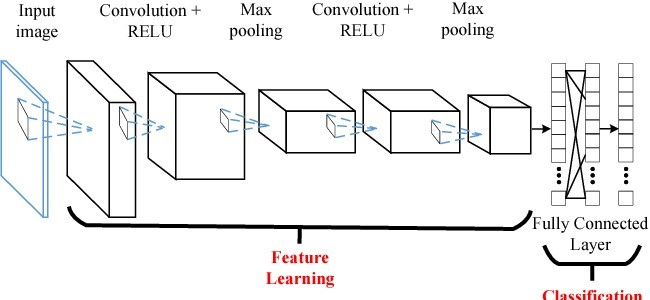 Input
image
Convolution +
RELU
Max
pooling
Convolution +
RELU
Max
pooling
Fully Connected
Layer
Feature
Learning
Classification